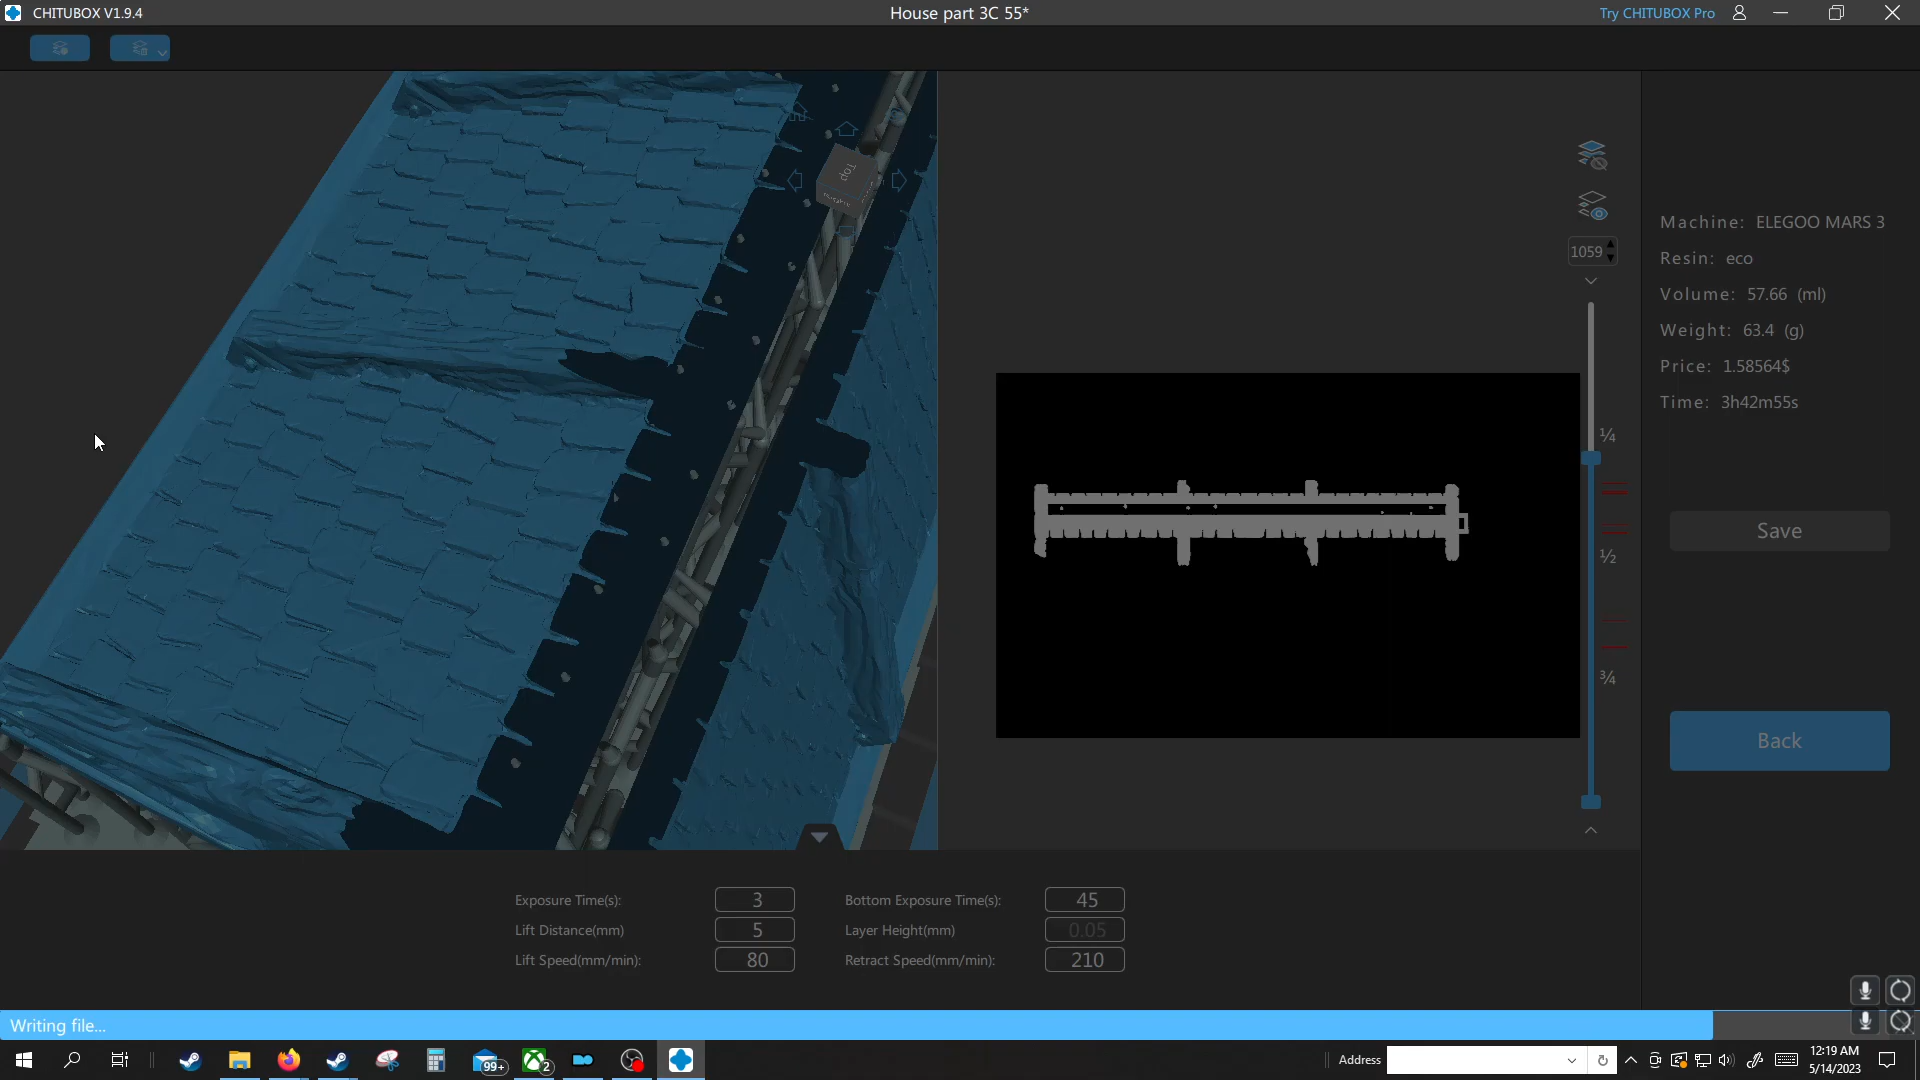 CHITUBOX V1.9.4
House part 3C 55*
Try CHITUBOX Pro
Top
1059
Machine: ELEGOO MARS 3
Resin: eco
Volume: 57.66 (ml)
Weight: 63.4 (g)
Price: 1.58564$
Time: 3h42m55s
¼
½
¾
Save
Back
Exposure Time(s): 3
Bottom Exposure Time(s): 45
Lift Distance(mm) 5
Layer Height(mm) 0.05
Lift Speed(mm/min): 80
Retract Speed(mm/min): 210
Writing file...
99+
2
Address
12:19 AM
5/14/2023